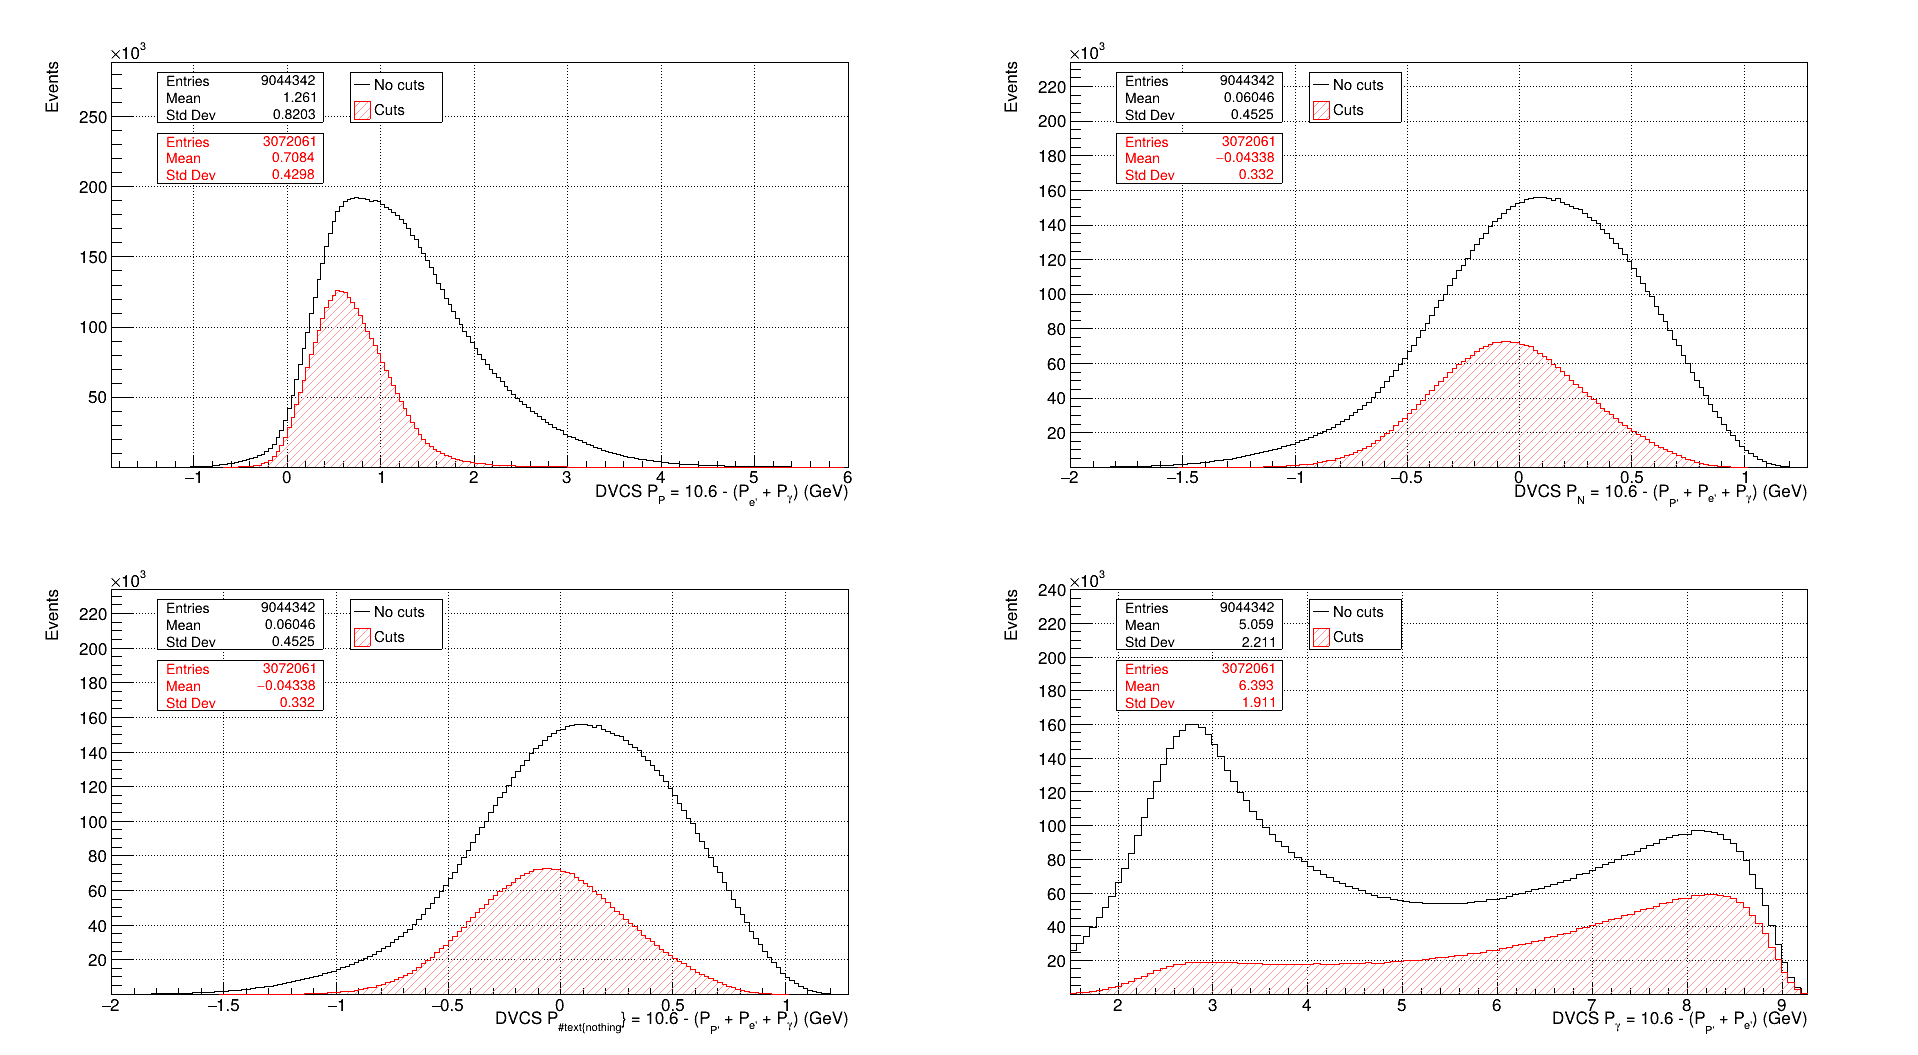 ×10³
Events
Entries 9044342
Mean 1.261
Std Dev 0.8203
Entries 3072061
Mean 0.7084
Std Dev 0.4298
No cuts
Cuts
250
200
150
100
50
−1 0 1 2 3 4 5 6
DVCS P_P = 10.6 - (P_e' + P_γ) (GeV)
×10³
Events
Entries 9044342
Mean 0.06046
Std Dev 0.4525
Entries 3072061
Mean −0.04338
Std Dev 0.332
No cuts
Cuts
220
200
180
160
140
120
100
80
60
40
20
−2 −1.5 −1 −0.5 0 0.5 1
DVCS P_N = 10.6 - (P_P' + P_e' + P_γ) (GeV)
×10³
Events
Entries 9044342
Mean 0.06046
Std Dev 0.4525
Entries 3072061
Mean −0.04338
Std Dev 0.332
No cuts
Cuts
220
200
180
160
140
120
100
80
60
40
20
−2 −1.5 −1 −0.5 0 0.5 1
DVCS P_#text{nothing} = 10.6 - (P_P' + P_e' + P_γ) (GeV)
×10³
Events
Entries 9044342
Mean 5.059
Std Dev 2.211
Entries 3072061
Mean 6.393
Std Dev 1.911
No cuts
Cuts
240
220
200
180
160
140
120
100
80
60
40
20
2 3 4 5 6 7 8 9
DVCS P_γ = 10.6 - (P_P' + P_e') (GeV)